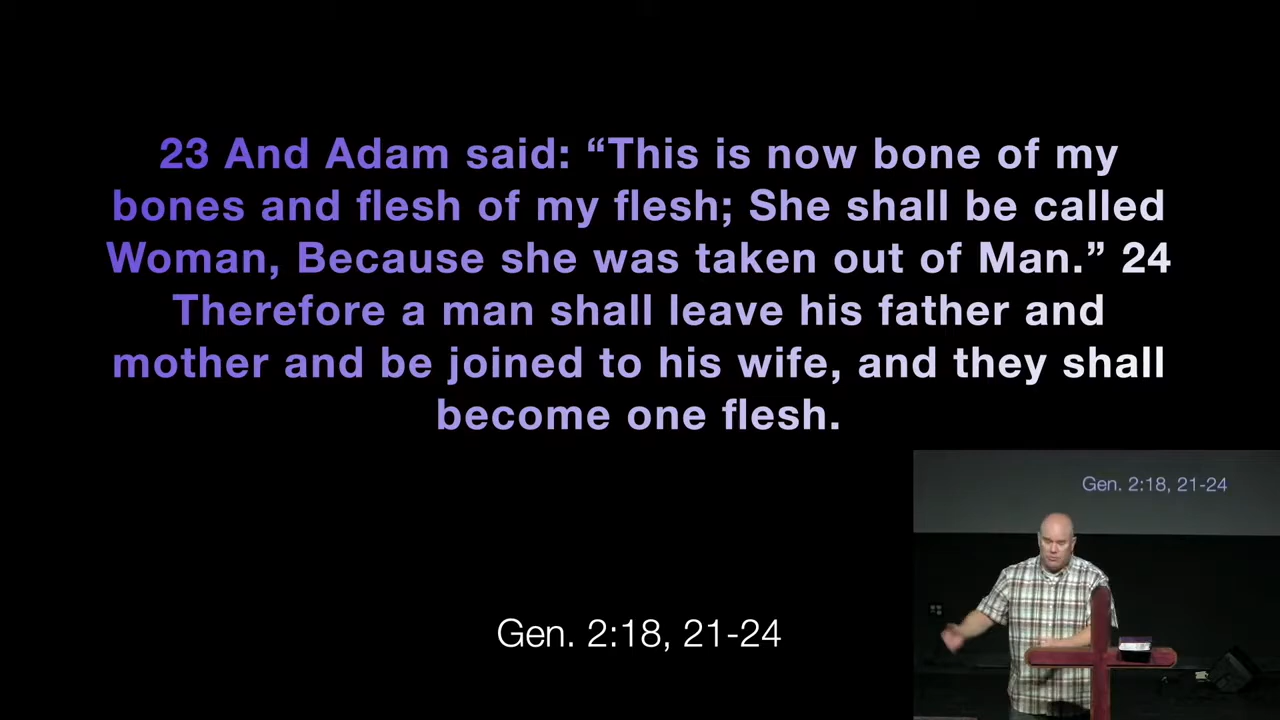 23 And Adam said: “This is now bone of my
bones and flesh of my flesh; She shall be called
Woman, Because she was taken out of Man.” 24
Therefore a man shall leave his father and
mother and be joined to his wife, and they shall
become one flesh.
Gen. 2:18, 21-24
Gen. 2:18, 21-24